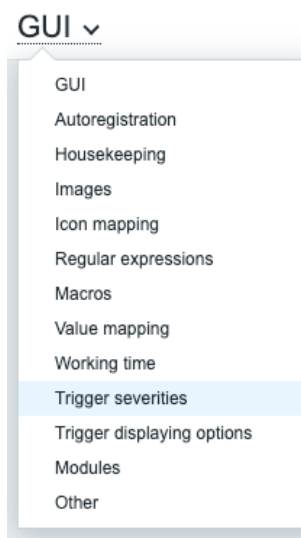 GUI
GUI
Autoregistration
Housekeeping
Images
Icon mapping
Regular expressions
Macros
Value mapping
Working time
Trigger severities
Trigger displaying options
Modules
Other